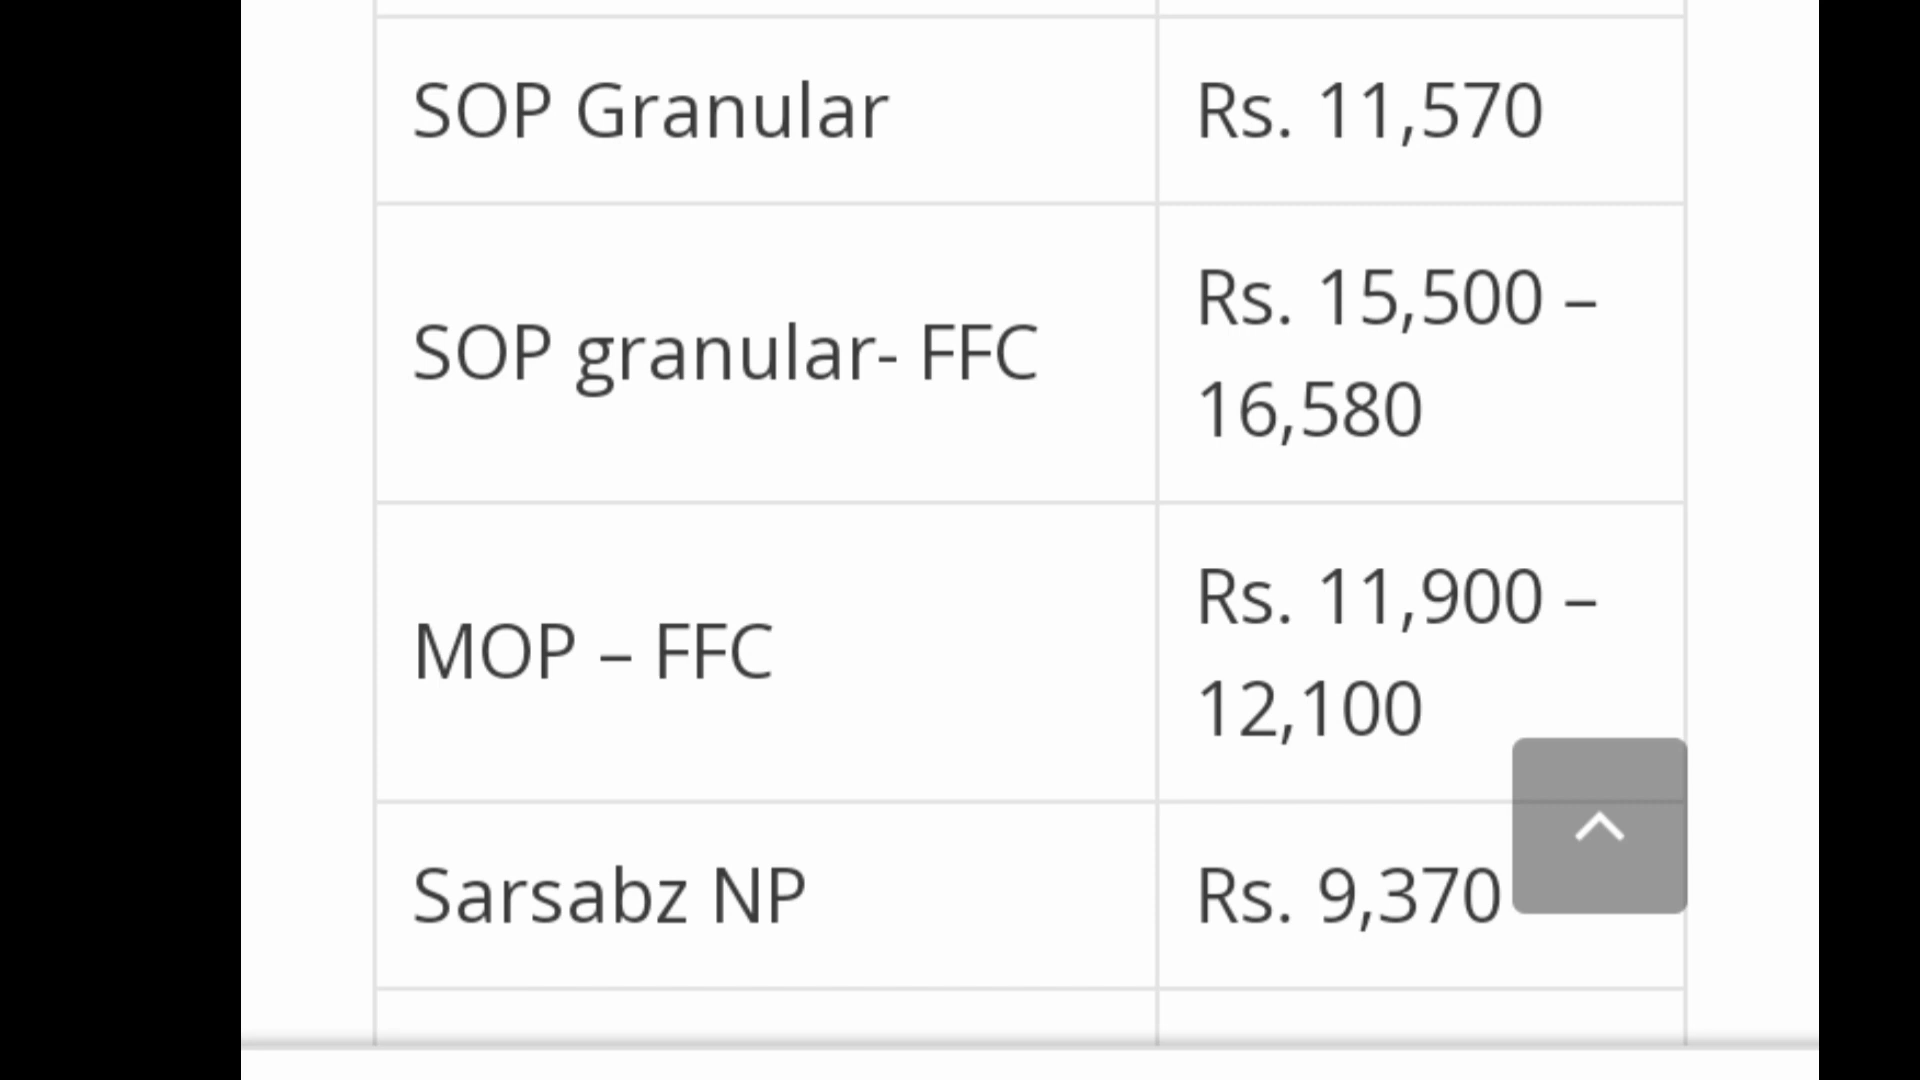 SOP Granular
Rs. 11,570
SOP granular- FFC
Rs. 15,500 –
16,580
MOP – FFC
Rs. 11,900 –
12,100
Sarsabz NP
Rs. 9,370